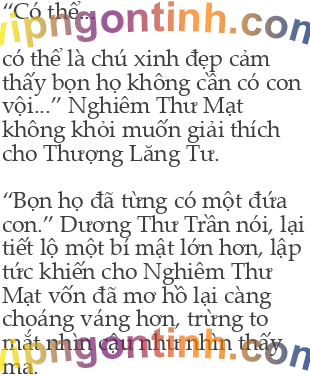 “Có thể...
vipngontinh.com
có thể là chú xinh đẹp cảm
thấy bọn họ không cần có con
vội...” Nghiêm Thư Mạt
không khỏi muốn giải thích
cho Thượng Lăng Tư.
“Bọn họ đã từng có một đứa
con.” Dương Thư Trần nói, lại
tiết lộ một bí mật lớn hơn, lập
tức khiến cho Nghiêm Thư
Mạt vốn đã mơ hồ lại càng
choáng váng hơn, trừng to
mắt nhìn cậu như nhìn thấy
vipngontinh.com
ma.